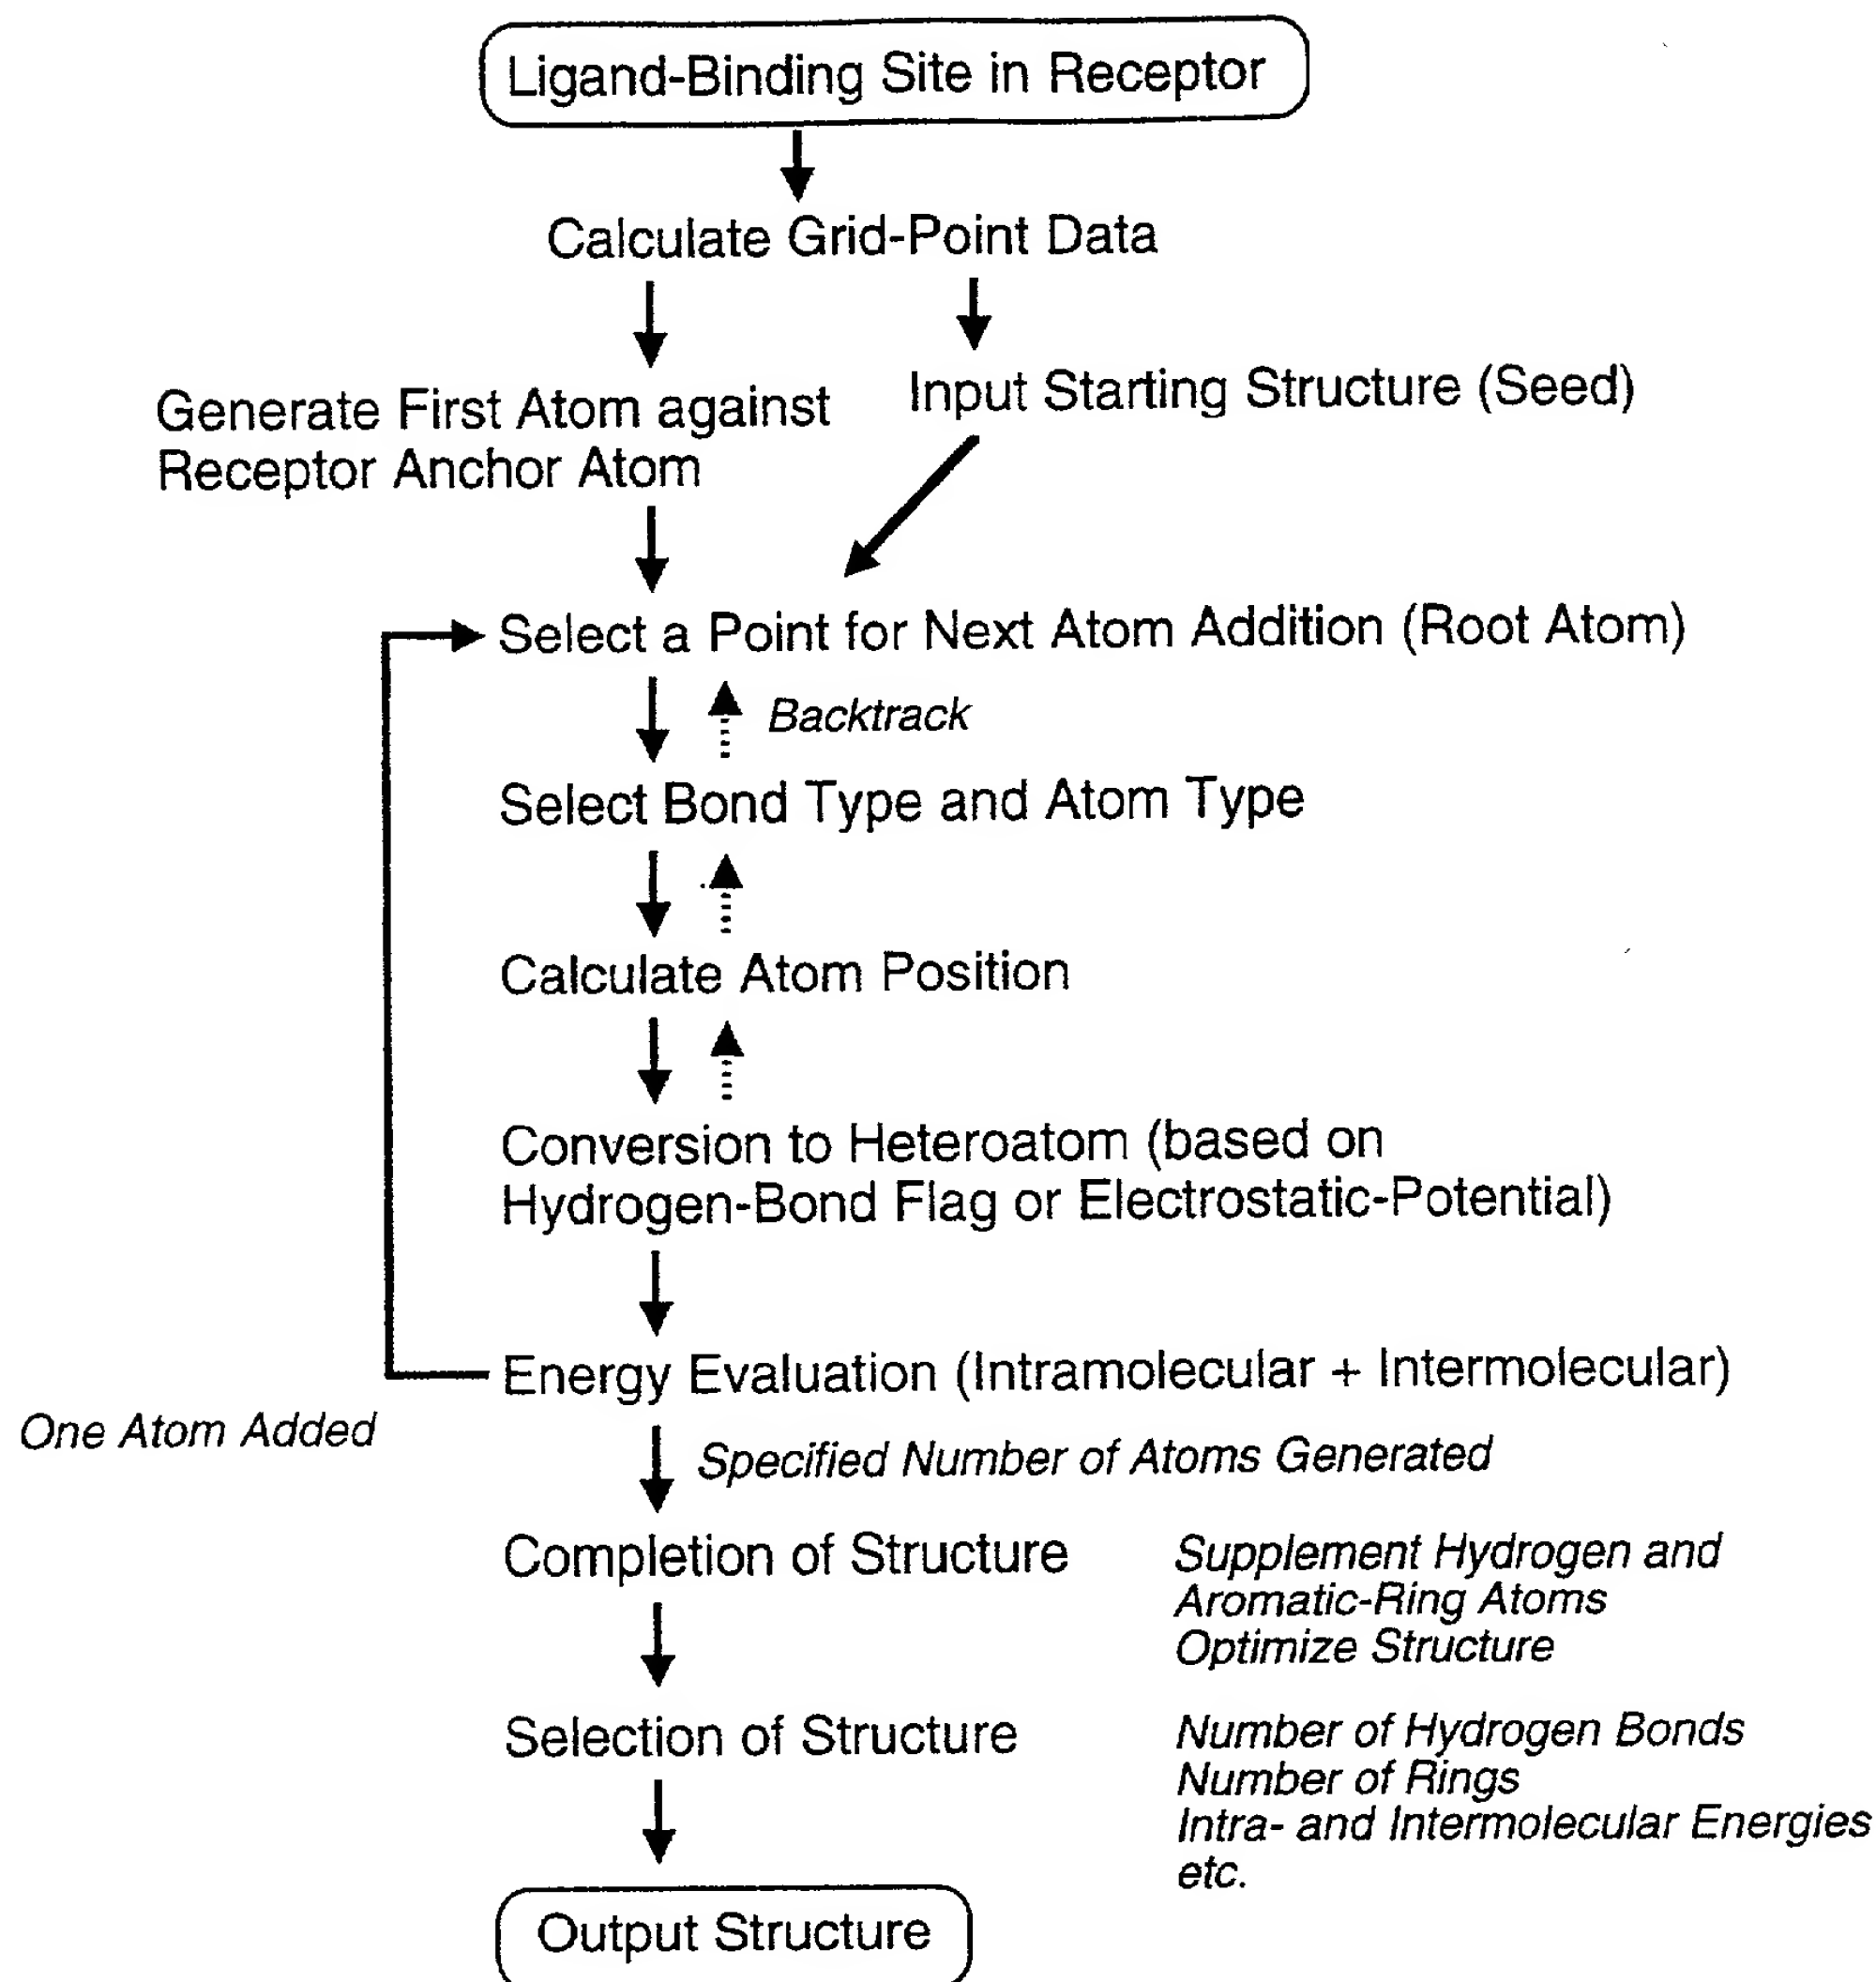 Ligand-Binding Site in Receptor
Calculate Grid-Point Data
Generate First Atom against
Receptor Anchor Atom
Input Starting Structure (Seed)
Select a Point for Next Atom Addition (Root Atom)
Backtrack
Select Bond Type and Atom Type
Calculate Atom Position
Conversion to Heteroatom (based on
Hydrogen-Bond Flag or Electrostatic-Potential)
Energy Evaluation (Intramolecular + Intermolecular)
One Atom Added
Specified Number of Atoms Generated
Completion of Structure
Supplement Hydrogen and
Aromatic-Ring Atoms
Optimize Structure
Selection of Structure
Number of Hydrogen Bonds
Number of Rings
Intra- and Intermolecular Energies
etc.
Output Structure